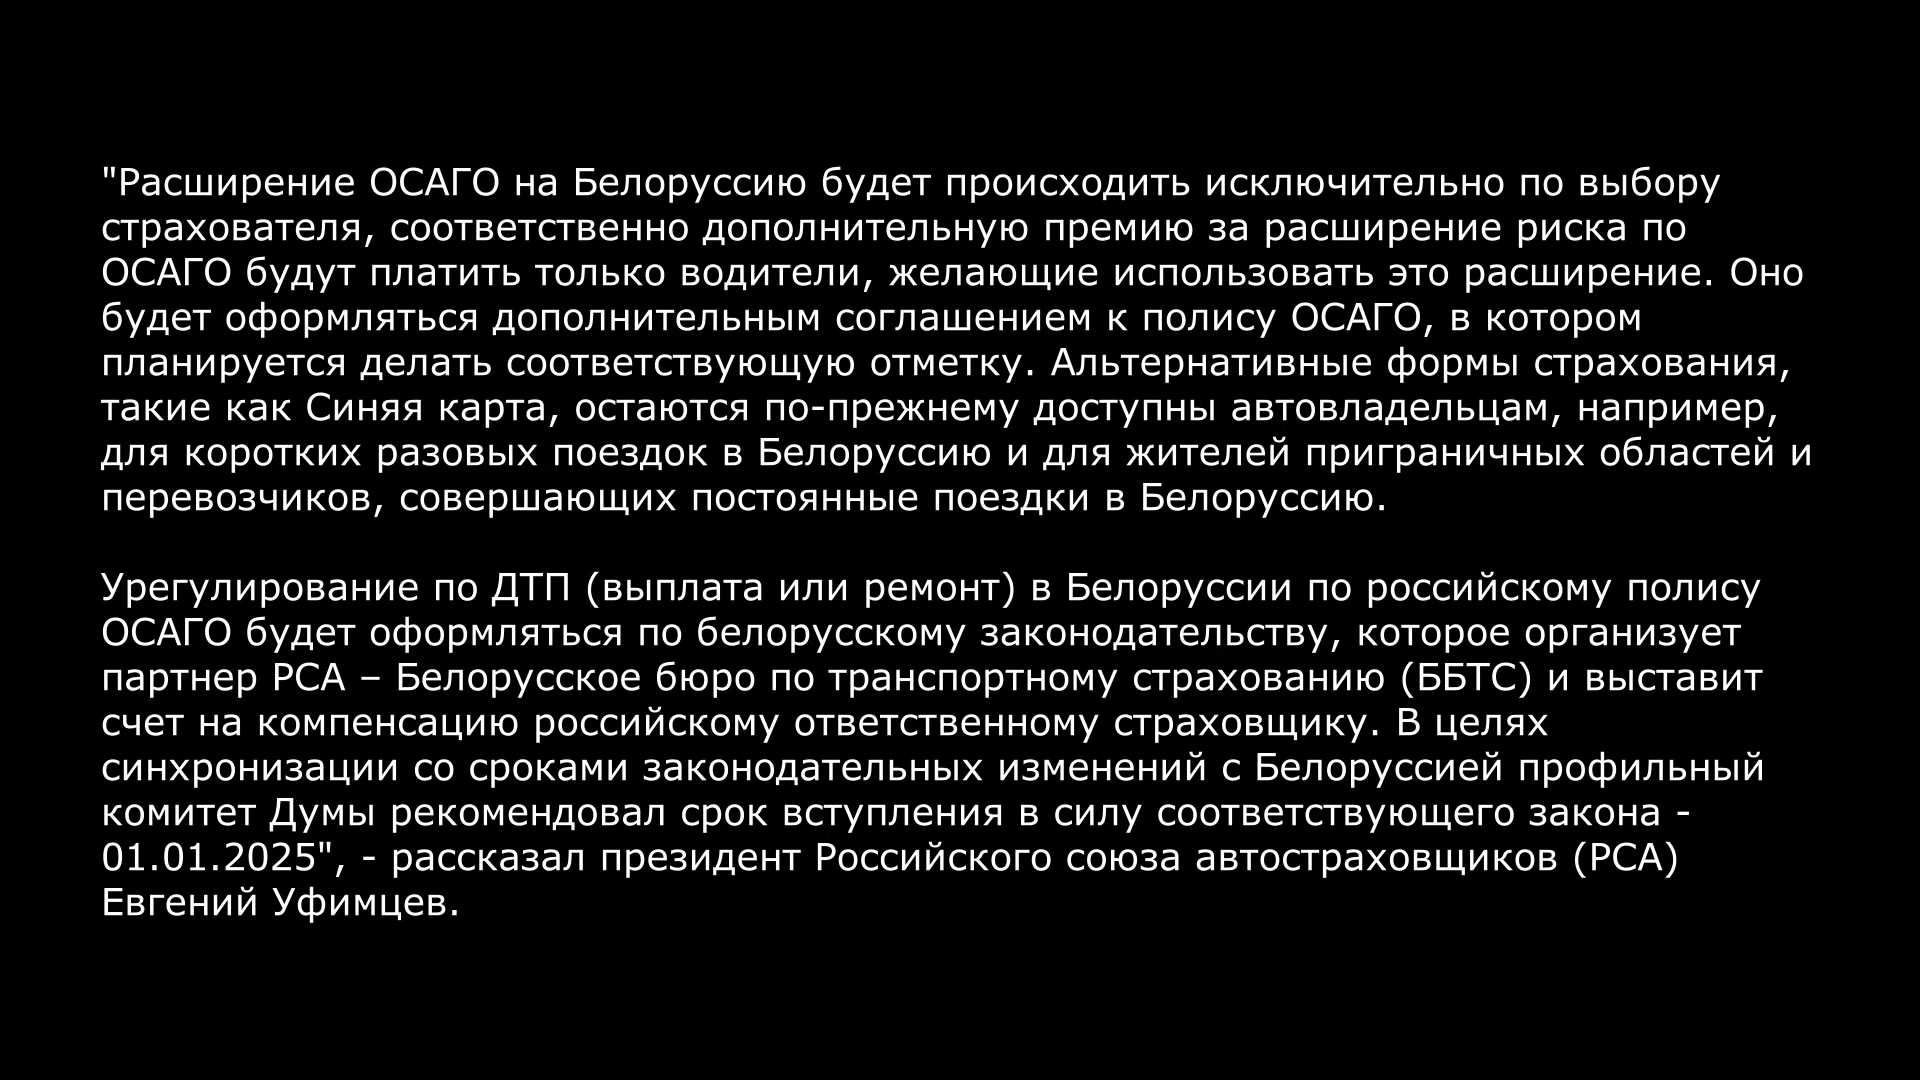 "Расширение ОСАГО на Белоруссию будет происходить исключительно по выбору
страхователя, соответственно дополнительную премию за расширение риска по
ОСАГО будут платить только водители, желающие использовать это расширение. Оно
будет оформляться дополнительным соглашением к полису ОСАГО, в котором
планируется делать соответствующую отметку. Альтернативные формы страхования,
такие как Синяя карта, остаются по-прежнему доступны автовладельцам, например,
для коротких разовых поездок в Белоруссию и для жителей приграничных областей и
перевозчиков, совершающих постоянные поездки в Белоруссию.

Урегулирование по ДТП (выплата или ремонт) в Белоруссии по российскому полису
ОСАГО будет оформляться по белорусскому законодательству, которое организует
партнер РСА – Белорусское бюро по транспортному страхованию (ББТС) и выставит
счет на компенсацию российскому ответственному страховщику. В целях
синхронизации со сроками законодательных изменений с Белоруссией профильный
комитет Думы рекомендовал срок вступления в силу соответствующего закона -
01.01.2025", - рассказал президент Российского союза автостраховщиков (РСА)
Евгений Уфимцев.